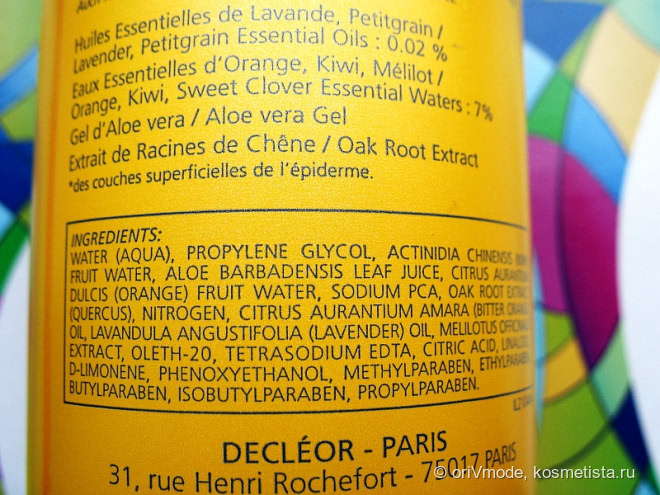 Huiles Essentielles de Lavande, Petitgrain /
Lavender, Petitgrain Essential Oils : 0.02 %
Eaux Essentielles d'Orange, Kiwi, Mélilot /
Orange, Kiwi, Sweet Clover Essential Waters : 7%
Gel d'Aloe vera / Aloe vera Gel
Extrait de Racines de Chêne / Oak Root Extract
*des couches superficielles de l'épiderme.
INGREDIENTS:
WATER (AQUA), PROPYLENE GLYCOL, ACTINIDIA CHINENSIS
FRUIT WATER, ALOE BARBADENSIS LEAF JUICE, CITRUS AURANTIUM
DULCIS (ORANGE) FRUIT WATER, SODIUM PCA, OAK ROOT EXTRACT
(QUERCUS), NITROGEN, CITRUS AURANTIUM AMARA (BITTER ORANGE)
OIL, LAVANDULA ANGUSTIFOLIA (LAVENDER) OIL, MELILOTUS OFFICINALIS
EXTRACT, OLETH-20, TETRASODIUM EDTA, CITRIC ACID, LINALOOL,
D-LIMONENE, PHENOXYETHANOL, METHYLPARABEN, ETHYLPARABEN,
BUTYLPARABEN, ISOBUTYLPARABEN, PROPYLPARABEN.
DECLÉOR - PARIS
31, rue Henri Rochefort - 75017 PARIS
© oriVmode, kosmetista.ru